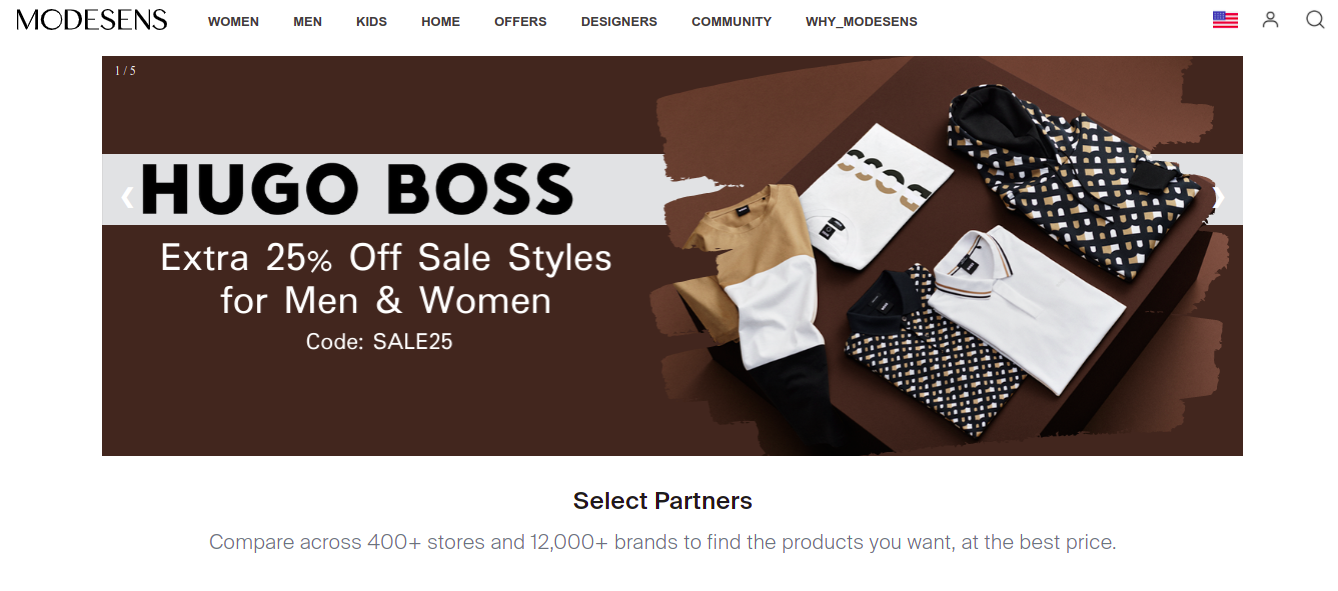 MODESENS
WOMEN MEN KIDS HOME OFFERS DESIGNERS COMMUNITY WHY_MODESENS
1 / 5
HUGO BOSS
Extra 25% Off Sale Styles
for Men & Women
Code: SALE25
Select Partners
Compare across 400+ stores and 12,000+ brands to find the products you want, at the best price.